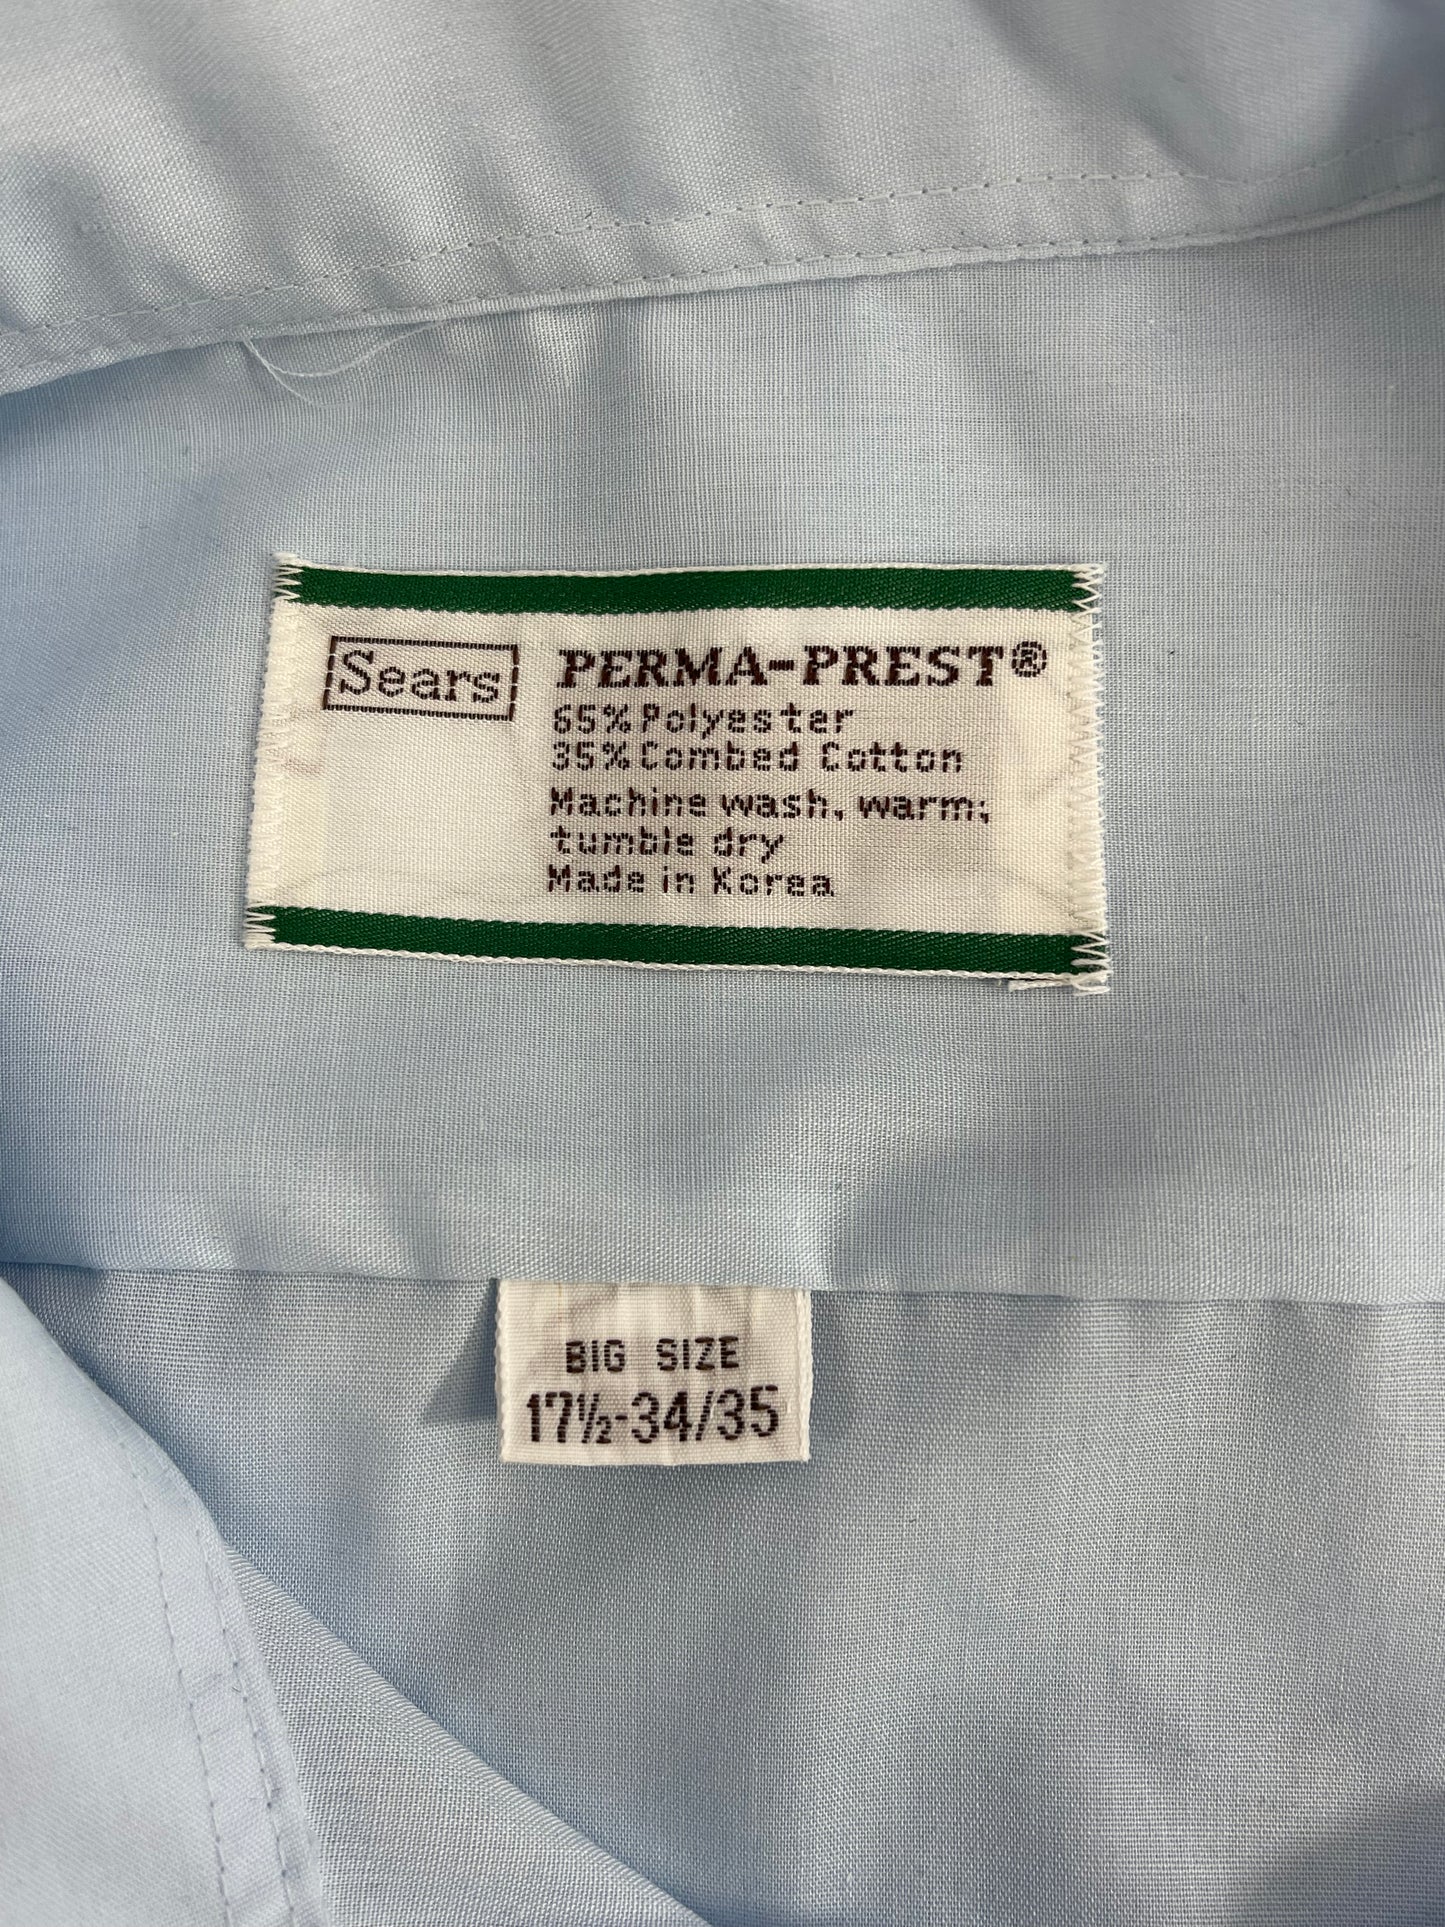 Sears
PERMA-PREST®
65% Polyester
35% Combed Cotton
Machine wash, warm;
tumble dry
Made in Korea
BIG SIZE
17½-34/35